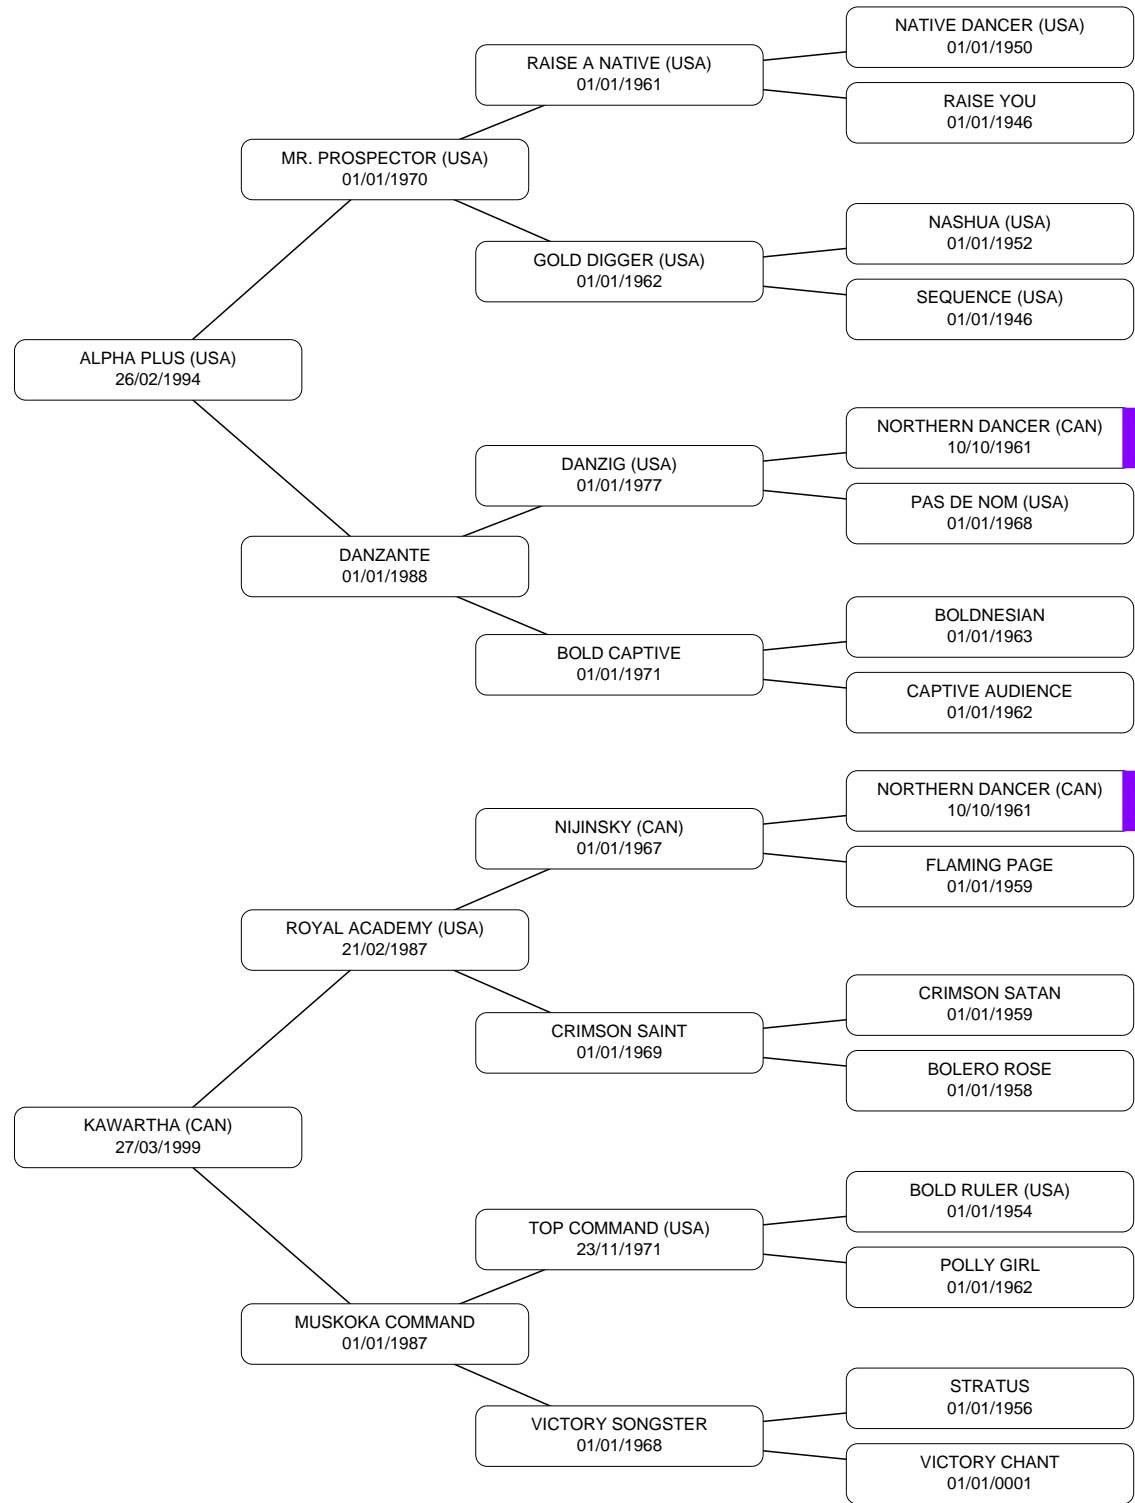 NATIVE DANCER (USA)
01/01/1950
RAISE A NATIVE (USA)
01/01/1961
RAISE YOU
01/01/1946
MR. PROSPECTOR (USA)
01/01/1970
NASHUA (USA)
01/01/1952
GOLD DIGGER (USA)
01/01/1962
SEQUENCE (USA)
01/01/1946
ALPHA PLUS (USA)
26/02/1994
NORTHERN DANCER (CAN)
10/10/1961
DANZIG (USA)
01/01/1977
PAS DE NOM (USA)
01/01/1968
DANZANTE
01/01/1988
BOLDNESIAN
01/01/1963
BOLD CAPTIVE
01/01/1971
CAPTIVE AUDIENCE
01/01/1962
NORTHERN DANCER (CAN)
10/10/1961
NIJINSKY (CAN)
01/01/1967
FLAMING PAGE
01/01/1959
ROYAL ACADEMY (USA)
21/02/1987
CRIMSON SATAN
01/01/1959
CRIMSON SAINT
01/01/1969
BOLERO ROSE
01/01/1958
KAWARTHA (CAN)
27/03/1999
BOLD RULER (USA)
01/01/1954
TOP COMMAND (USA)
23/11/1971
POLLY GIRL
01/01/1962
MUSKOKA COMMAND
01/01/1987
STRATUS
01/01/1956
VICTORY SONGSTER
01/01/1968
VICTORY CHANT
01/01/0001